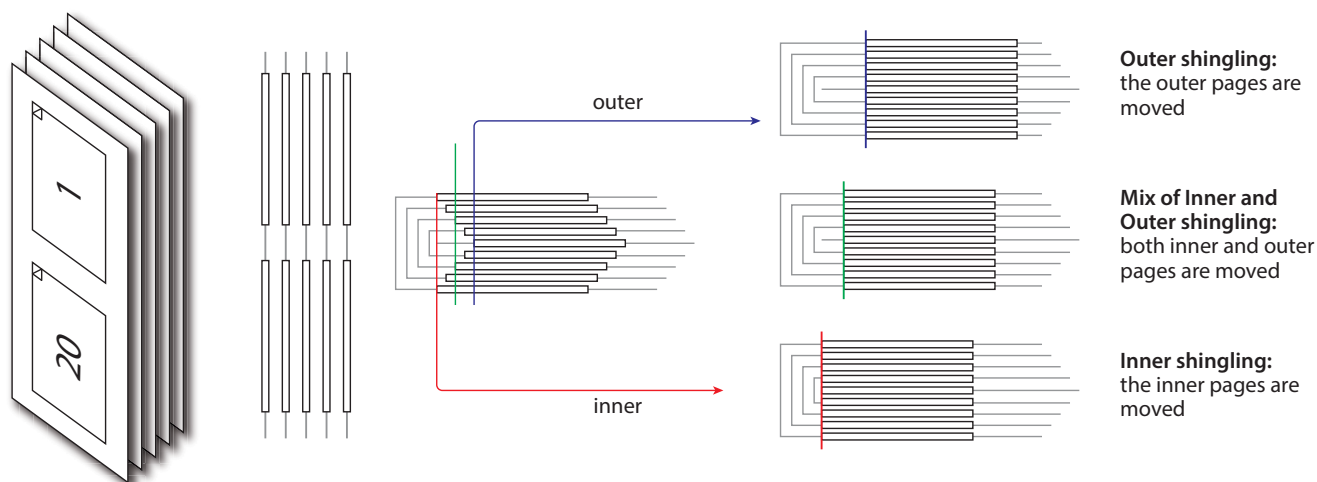 1
20
outer
inner
Outer shingling:
the outer pages are
moved
Mix of Inner and
Outer shingling:
both inner and outer
pages are moved
Inner shingling:
the inner pages are
moved